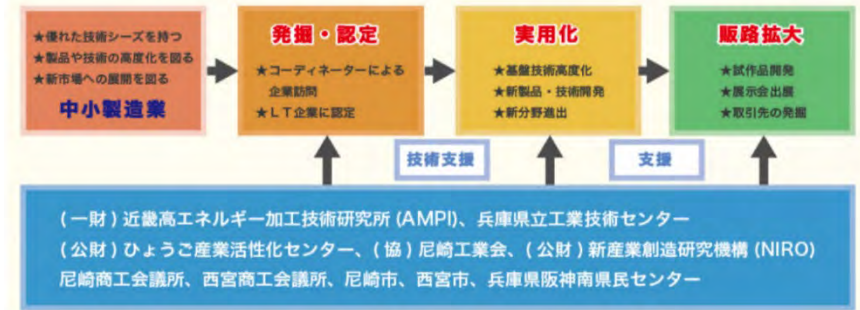 ★優れた技術シーズを持つ
★製品や技術の高度化を図る
★新市場への展開を図る
中小製造業
発掘・認定
★コーディネーターによる
企業訪問
★LT企業に認定
実用化
★基盤技術高度化
★新製品・技術開発
★新分野進出
販路拡大
★試作品開発
★展示会出展
★取引先の発掘
技術支援
支援
(一財)近畿高エネルギー加工技術研究所(AMPI)、兵庫県立工業技術センター
(公財)ひょうご産業活性化センター、(協)尼崎工業会、(公財)新産業創造研究機構(NIRO)
尼崎商工会議所、西宮商工会議所、尼崎市、西宮市、兵庫県阪神南県民センター